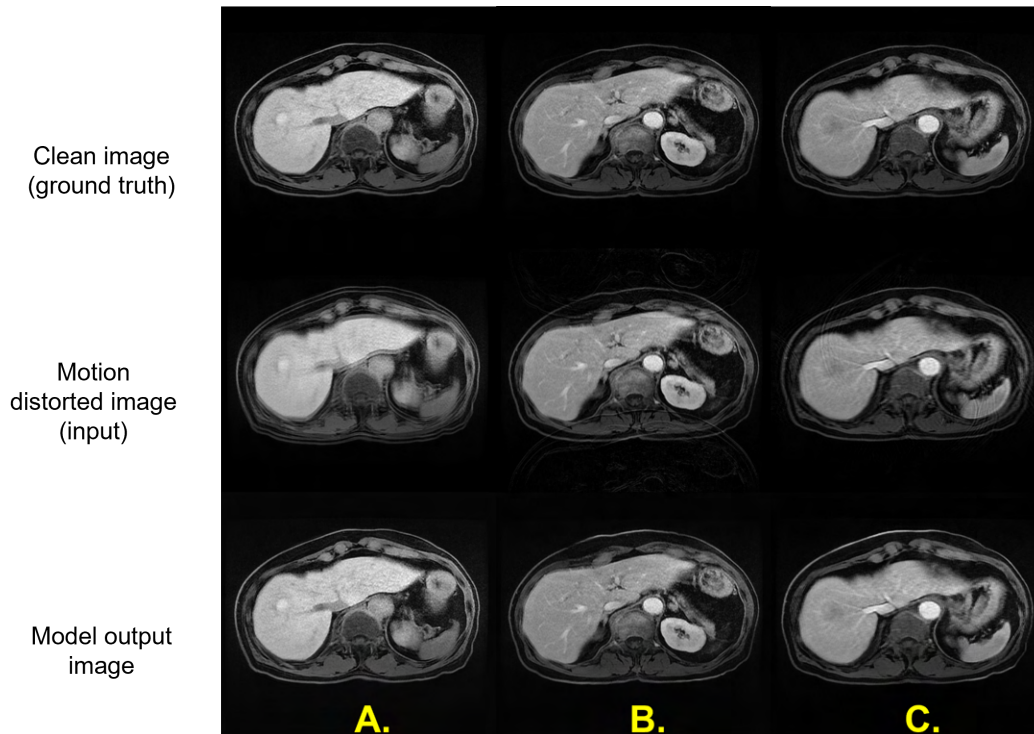 Clean image
(ground truth)
Motion
distorted image
(input)
Model output
image
A.
B.
C.